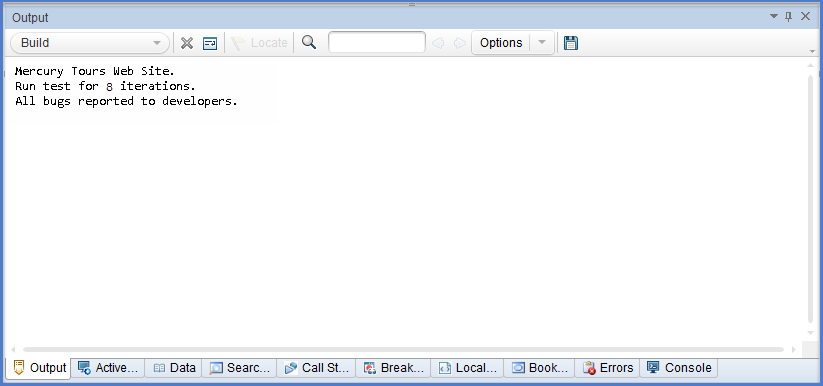 Output
Build
Locate
Options
Mercury Tours Web Site.
Run test for 8 iterations.
All bugs reported to developers.
Output Active... Data Searc... Call St... Break... Local... Book... Errors Console